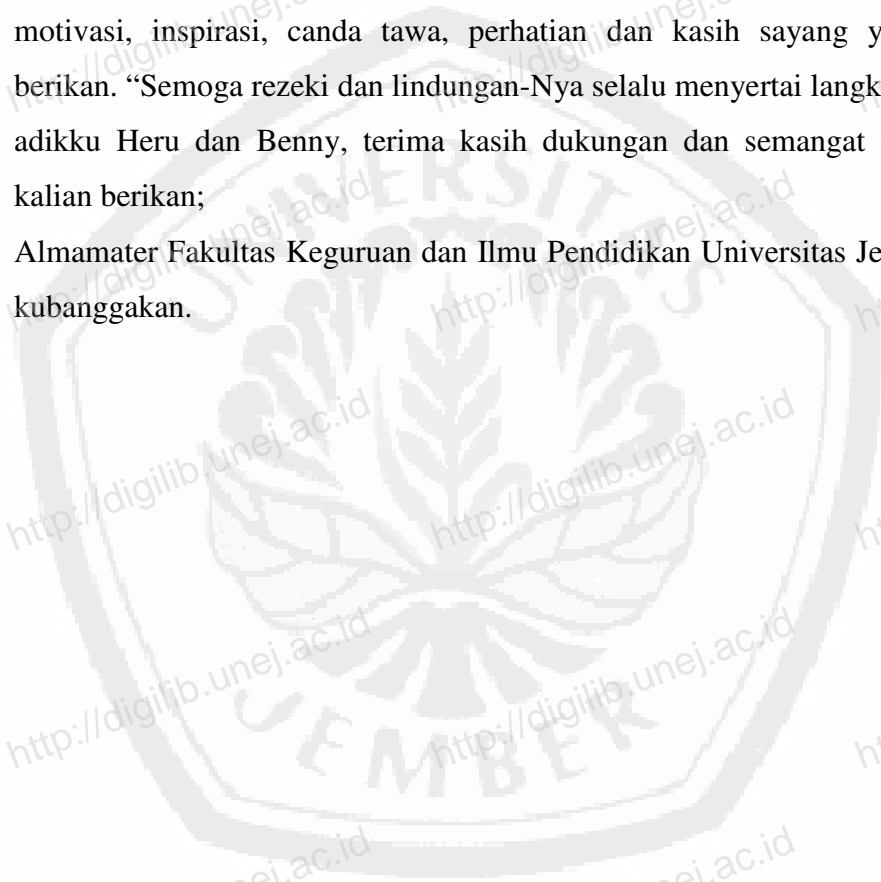 motivasi, inspirasi, canda tawa, perhatian dan kasih sayang
berikan. “Semoga rezeki dan lindungan-Nya selalu menyertai
adikku Heru dan Benny, terima kasih dukungan dan semangat
kalian berikan;
Almamater Fakultas Keguruan dan Ilmu Pendidikan Universitas
kubanggakan.
UNIVERSITAS
JEMBER
http://digilib.unej.ac.id
http://digilib.unej.ac.id
http://digilib.unej.ac.id
http://digilib.unej.ac.id
http://digilib.unej.ac.id
http://digilib.unej.ac.id